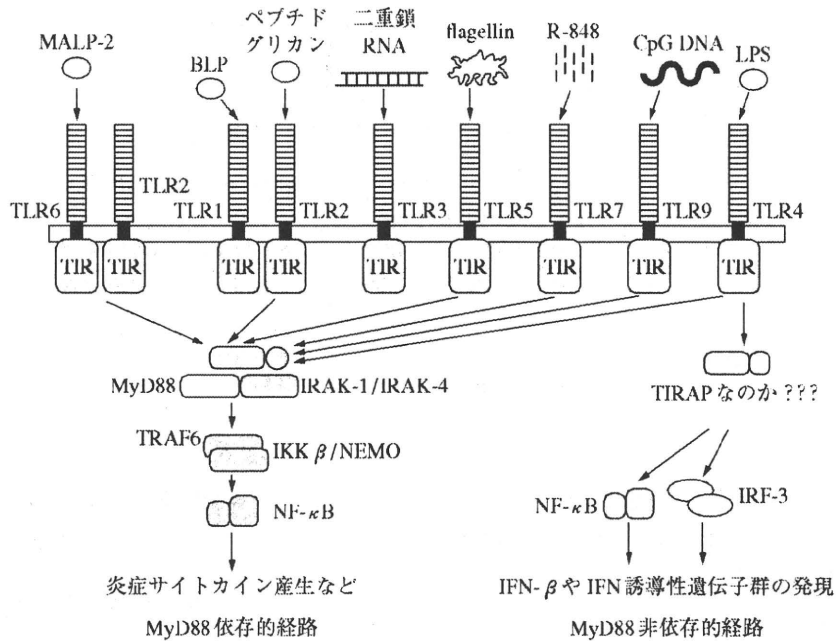 MALP-2
BLP
ペプチド
グリカン
二重鎖
RNA
flagellin
R-848
CpG DNA
LPS
TLR6
TLR2
TLR1
TLR2
TLR3
TLR5
TLR7
TLR9
TLR4
TIR
TIR
TIR
TIR
TIR
TIR
TIR
TIR
TIR
MyD88
IRAK-1/IRAK-4
TIRAPなのか???
TRAF6
IKK β/NEMO
NF-κB
NF-κB
IRF-3
炎症サイトカイン産生など
IFN-βやIFN誘導性遺伝子群の発現
MyD88依存的経路
MyD88非依存的経路